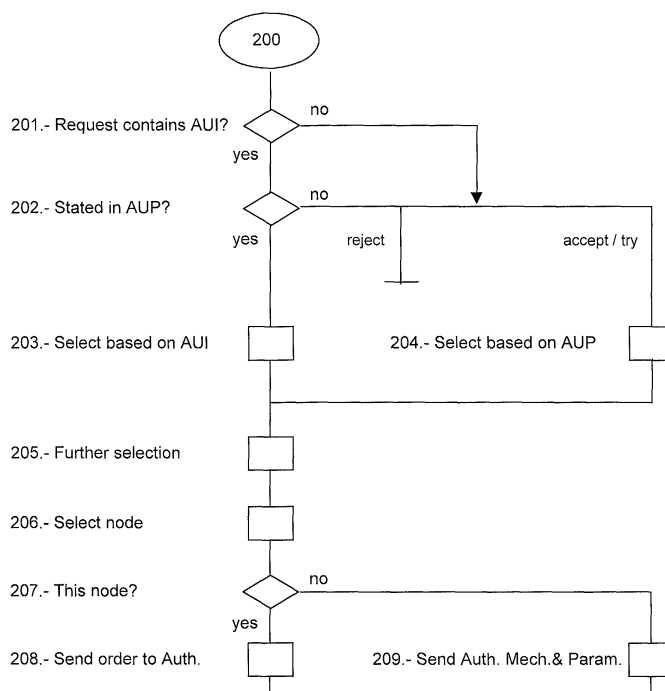 200
201.- Request contains AUI?
no
yes
202.- Stated in AUP?
no
yes
reject
accept / try
203.- Select based on AUI
204.- Select based on AUP
205.- Further selection
206.- Select node
207.- This node?
no
yes
208.- Send order to Auth.
209.- Send Auth. Mech.& Param.